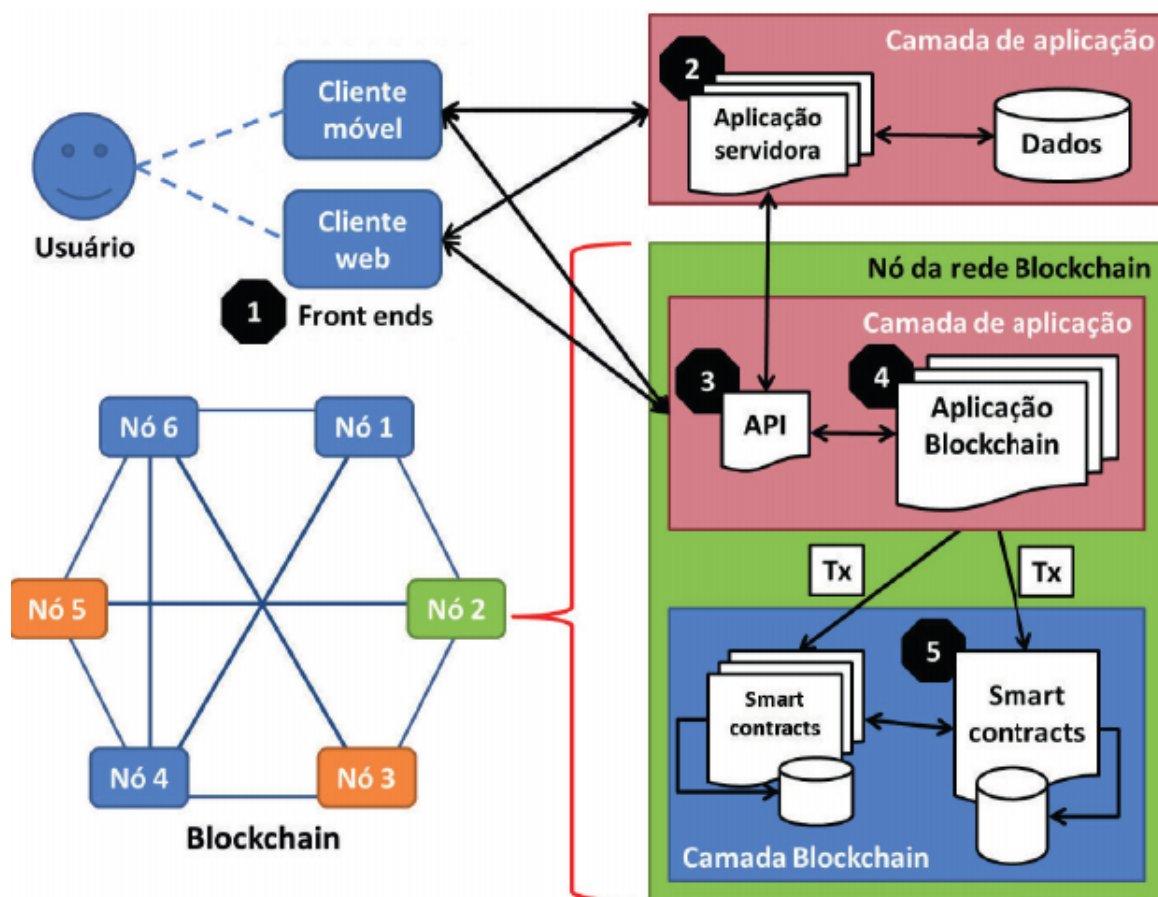 Camada de aplicação
2
Cliente
móvel
Aplicação
servidora
Dados
Usuário
Cliente
web
1
Front ends
Nó da rede Blockchain
Camada de aplicação
3
API
4
Aplicação
Blockchain
Nó 6
Nó 1
Nó 5
Nó 2
Nó 4
Nó 3
Blockchain
Tx
Tx
5
Smart
contracts
Smart
contracts
Camada Blockchain